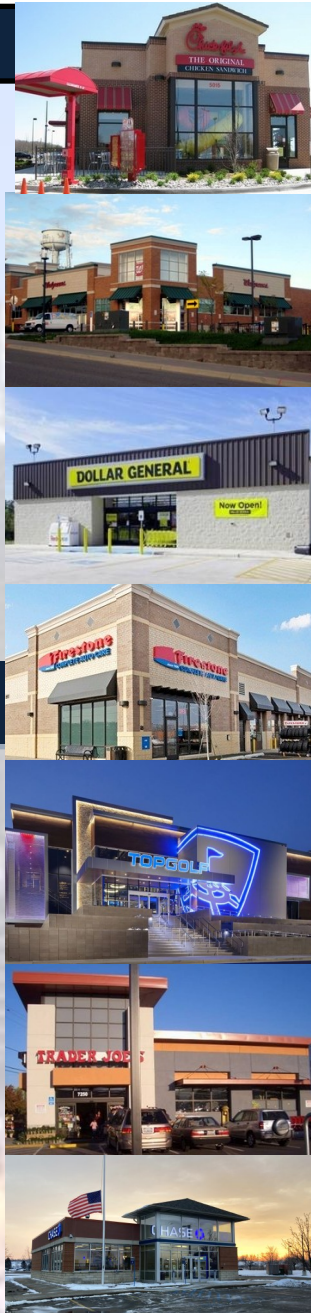 Chick-fil-A
THE ORIGINAL
CHICKEN SANDWICH
Walgreens
Walgreens
DOLLAR GENERAL
Now Open!
Firestone
COMPLETE AUTO CARE
Firestone
COMPLETE AUTO CARE
TOPGOLF
TRADER JOE'S
7250
CHASE
CHASE